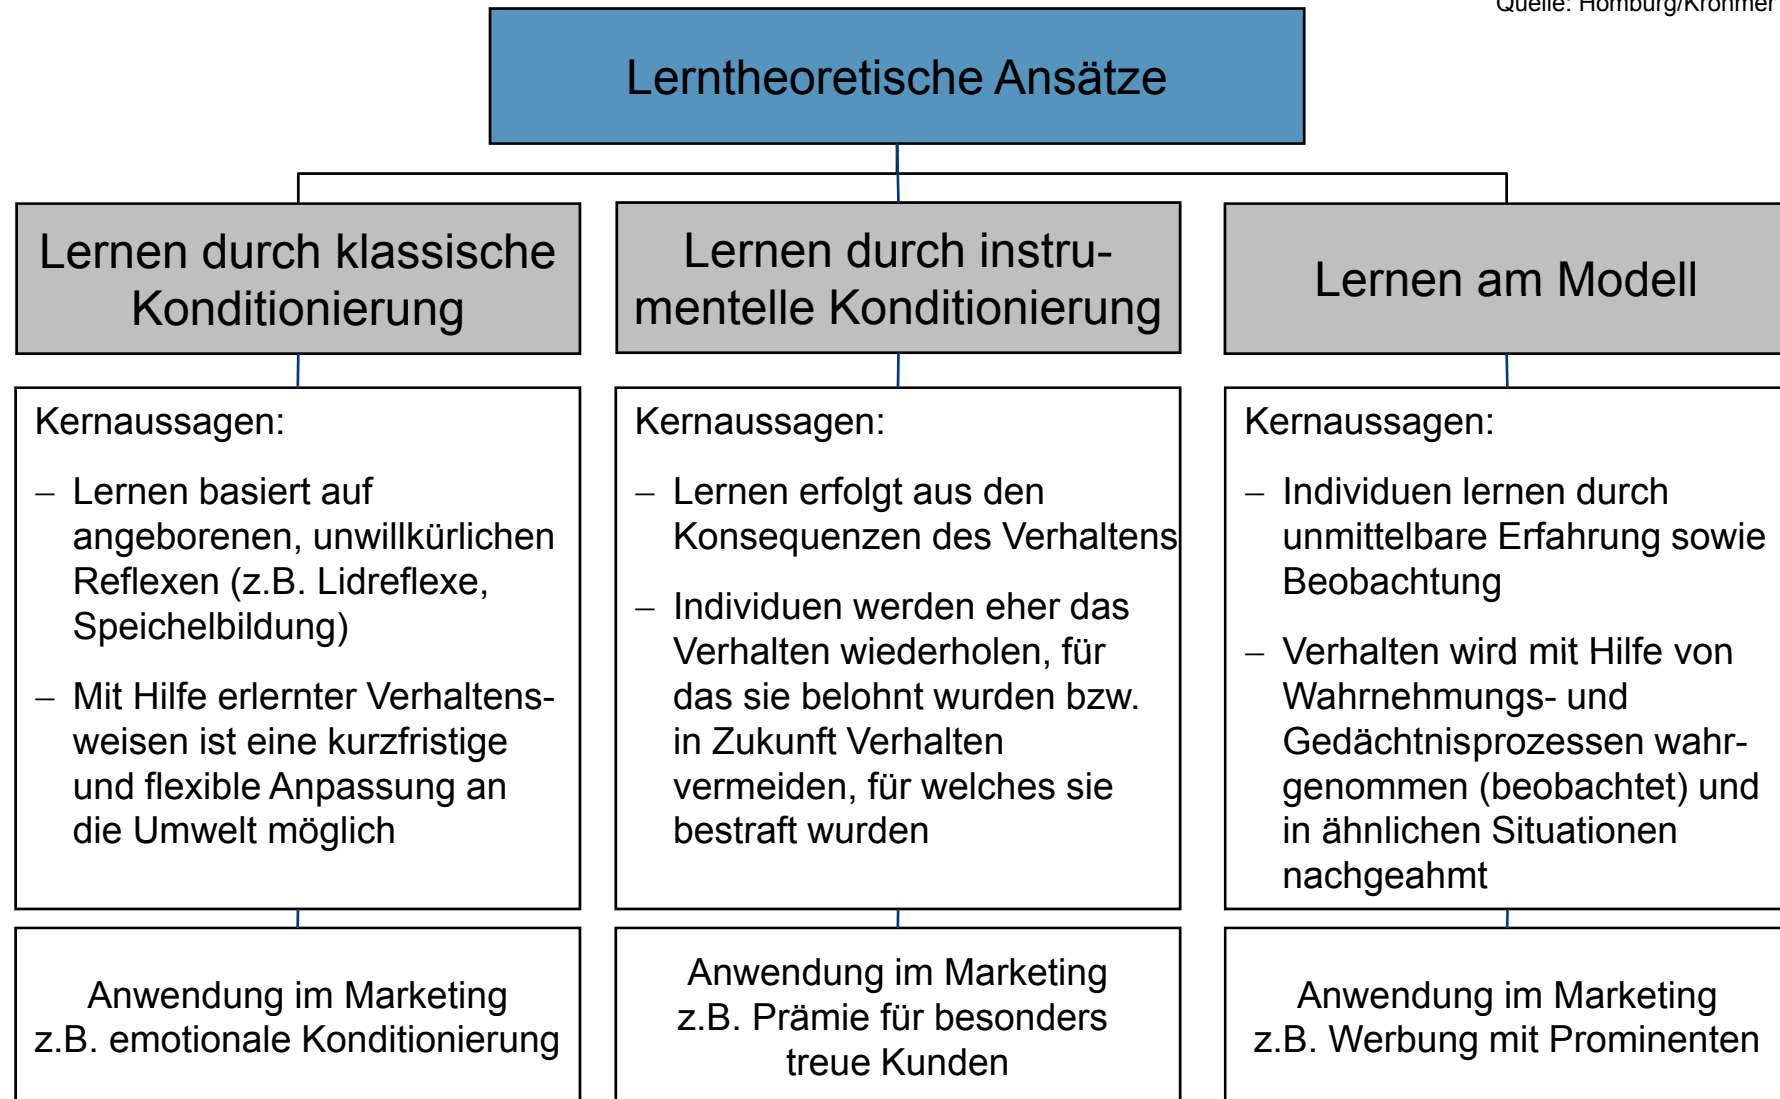 Quelle: Homburg/Krohmer
Lerntheoretische Ansätze
Lernen durch klassische
Konditionierung
Lernen durch instru-
mentelle Konditionierung
Lernen am Modell
Kernaussagen:
– Lernen basiert auf
angeborenen, unwillkürlichen
Reflexen (z.B. Lidreflexe,
Speichelbildung)
– Mit Hilfe erlernter Verhaltens-
weisen ist eine kurzfristige
und flexible Anpassung an
die Umwelt möglich
Kernaussagen:
– Lernen erfolgt aus den
Konsequenzen des Verhaltens
– Individuen werden eher das
Verhalten wiederholen, für
das sie belohnt wurden bzw.
in Zukunft Verhalten
vermeiden, für welches sie
bestraft wurden
Kernaussagen:
– Individuen lernen durch
unmittelbare Erfahrung sowie
Beobachtung
– Verhalten wird mit Hilfe von
Wahrnehmungs- und
Gedächtnisprozessen wahr-
genommen (beobachtet) und
in ähnlichen Situationen
nachgeahmt
Anwendung im Marketing
z.B. emotionale Konditionierung
Anwendung im Marketing
z.B. Prämie für besonders
treue Kunden
Anwendung im Marketing
z.B. Werbung mit Prominenten